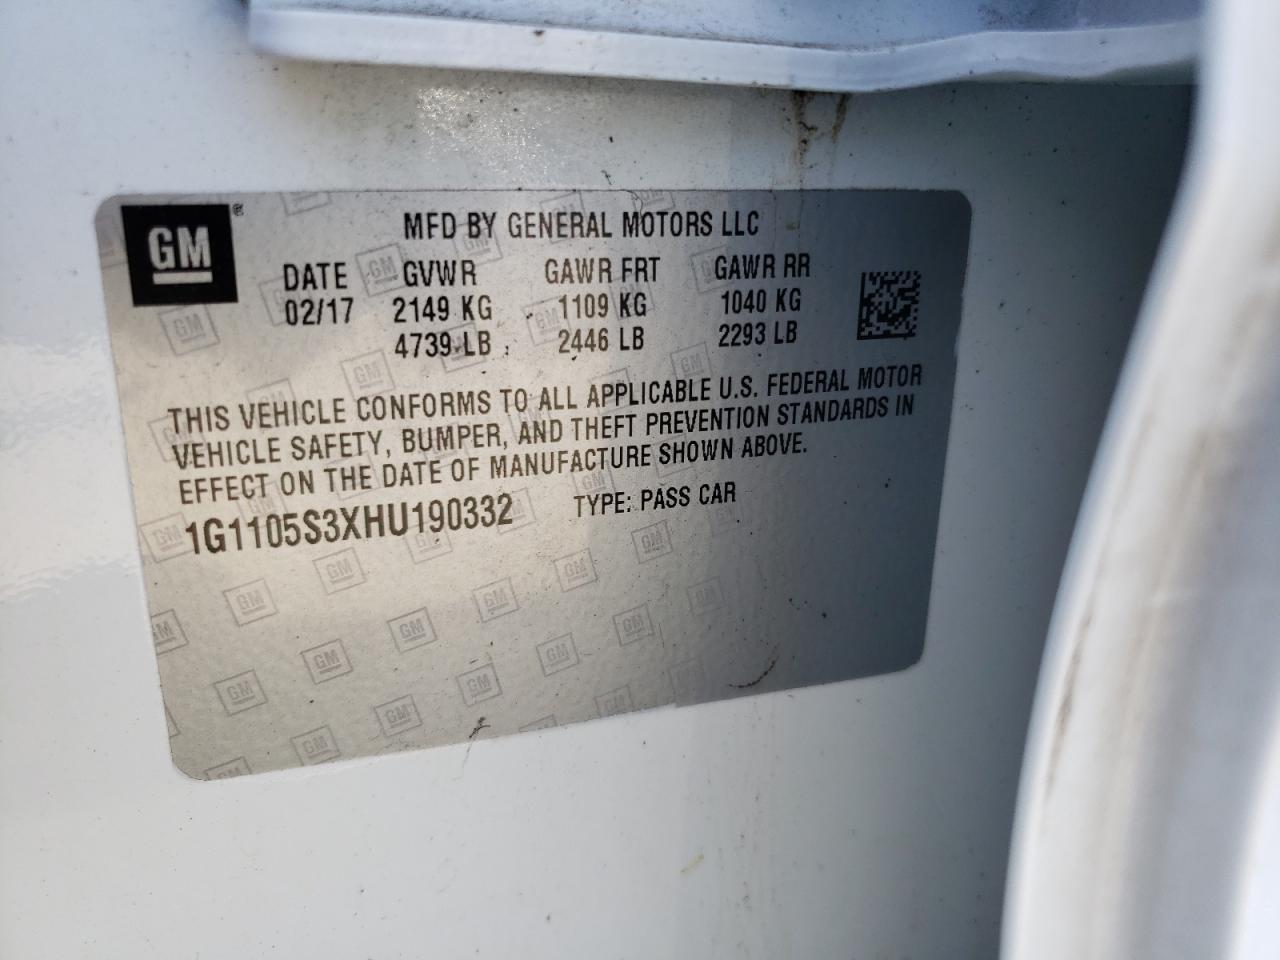 GM®
MFD BY GENERAL MOTORS LLC
DATE GVWR GAWR FRT GAWR RR
02/17 2149 KG 1109 KG 1040 KG
4739 LB 2446 LB 2293 LB
THIS VEHICLE CONFORMS TO ALL APPLICABLE U.S. FEDERAL MOTOR
VEHICLE SAFETY, BUMPER, AND THEFT PREVENTION STANDARDS IN
EFFECT ON THE DATE OF MANUFACTURE SHOWN ABOVE.
1G1105S3XHU190332 TYPE: PASS CAR